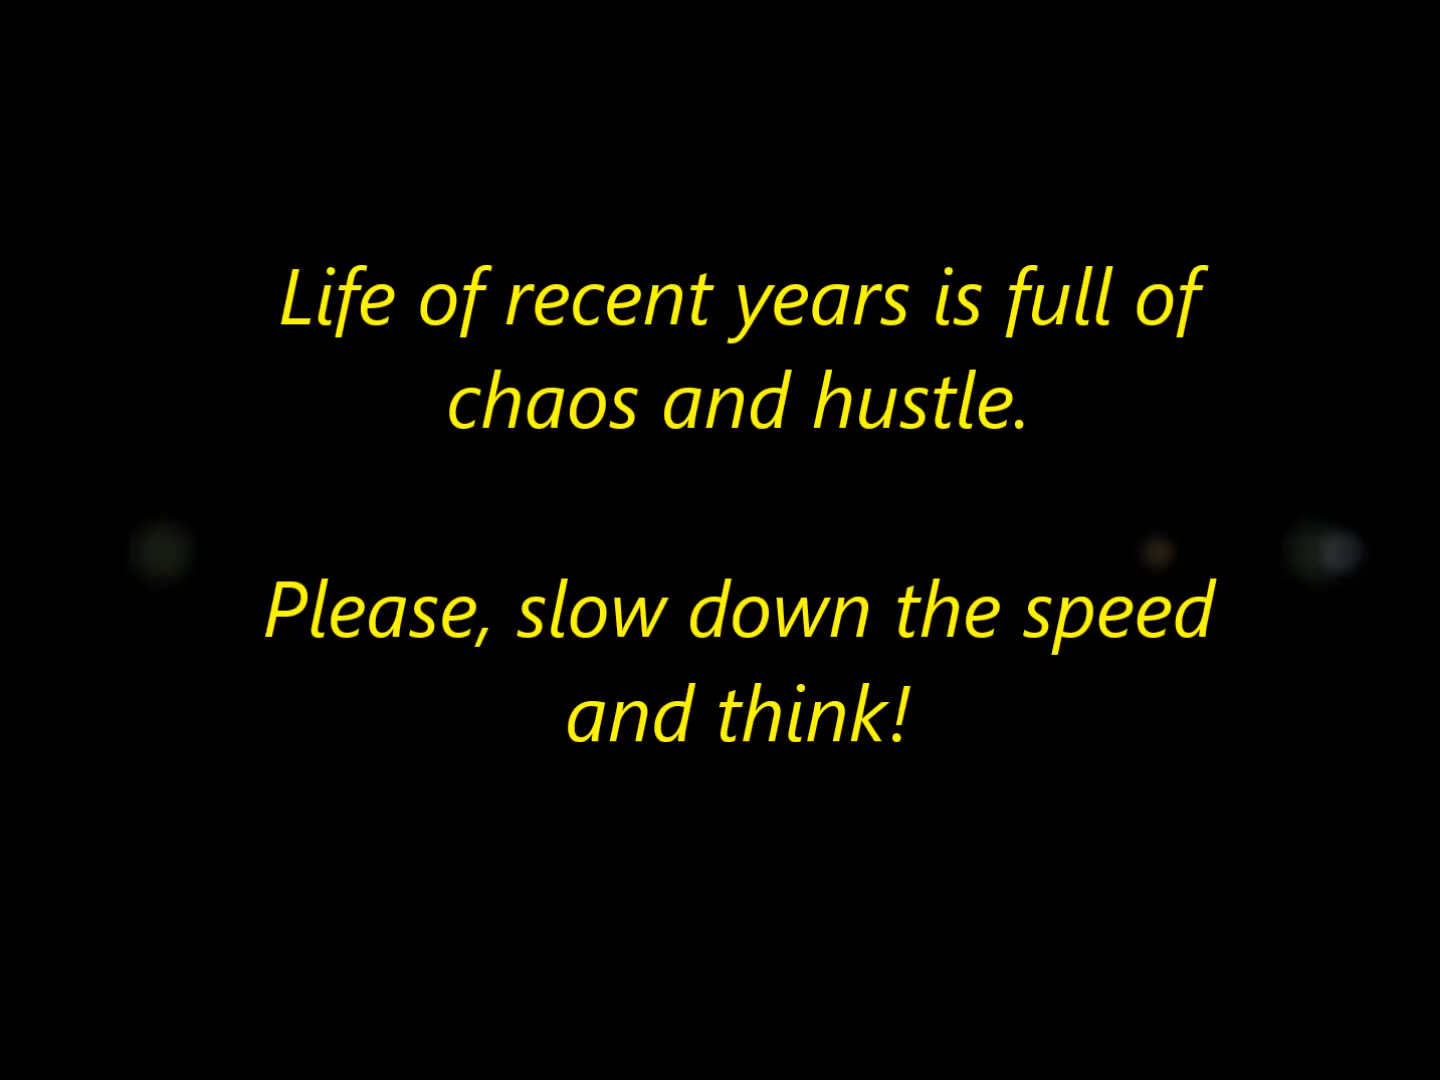 Life of recent years is full of
chaos and hustle.
Please, slow down the speed
and think!